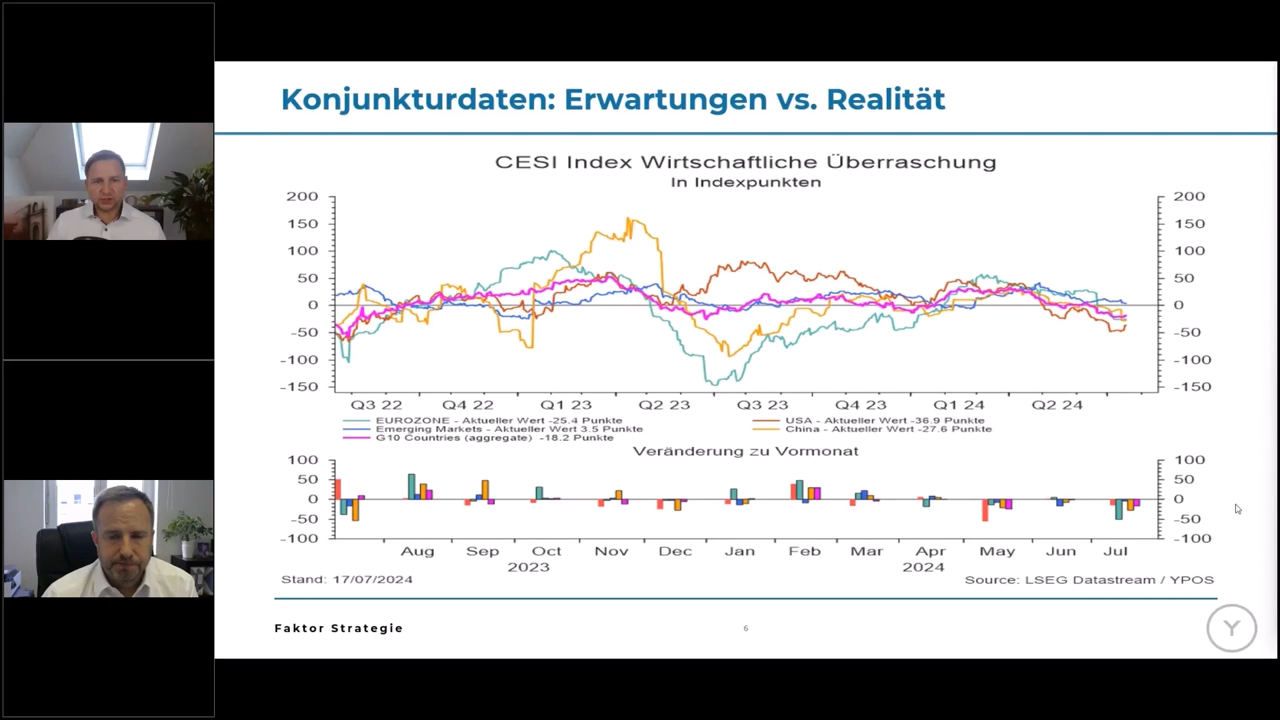 Konjunkturdaten: Erwartungen vs. Realität
CESI Index Wirtschaftliche Überraschung
In Indexpunkten
200 200
150 150
100 100
50 50
0 0
-50 -50
-100 -100
-150 -150
Q3 22 Q4 22 Q1 23 Q2 23 Q3 23 Q4 23 Q1 24 Q2 24
EUROZONE - Aktueller Wert -25.4 Punkte USA - Aktueller Wert -36.9 Punkte
Emerging Markets - Aktueller Wert 3.5 Punkte China - Aktueller Wert -27.6 Punkte
G10 Countries (aggregate) -18.2 Punkte
Veränderung zu Vormonat
100 100
50 50
0 0
-50 -50
-100 -100
Aug Sep Oct Nov Dec Jan Feb Mar Apr May Jun Jul
2023 2024
Stand: 17/07/2024 Source: LSEG Datastream / YPOS
Faktor Strategie 6 Y